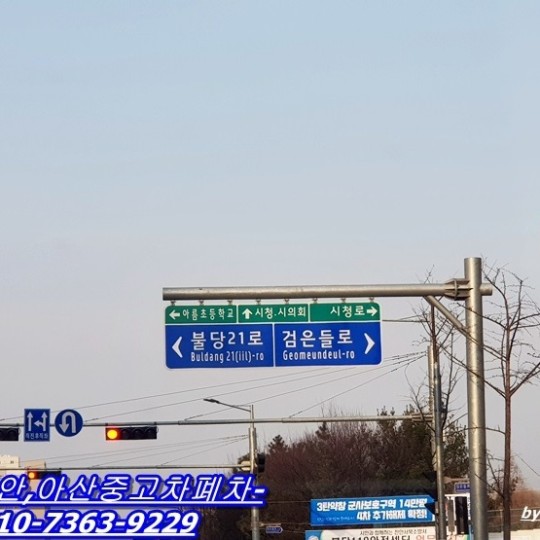 아름초등학교 시청.시의회 시청로
불당21로 검은들로
Buldang 21(iil)-ro Geomeundeul-ro
안,아산중고차폐차-
10-7363-9229
by
3탄약창 군사보호구역 14만평
4차 추가해제 확정!